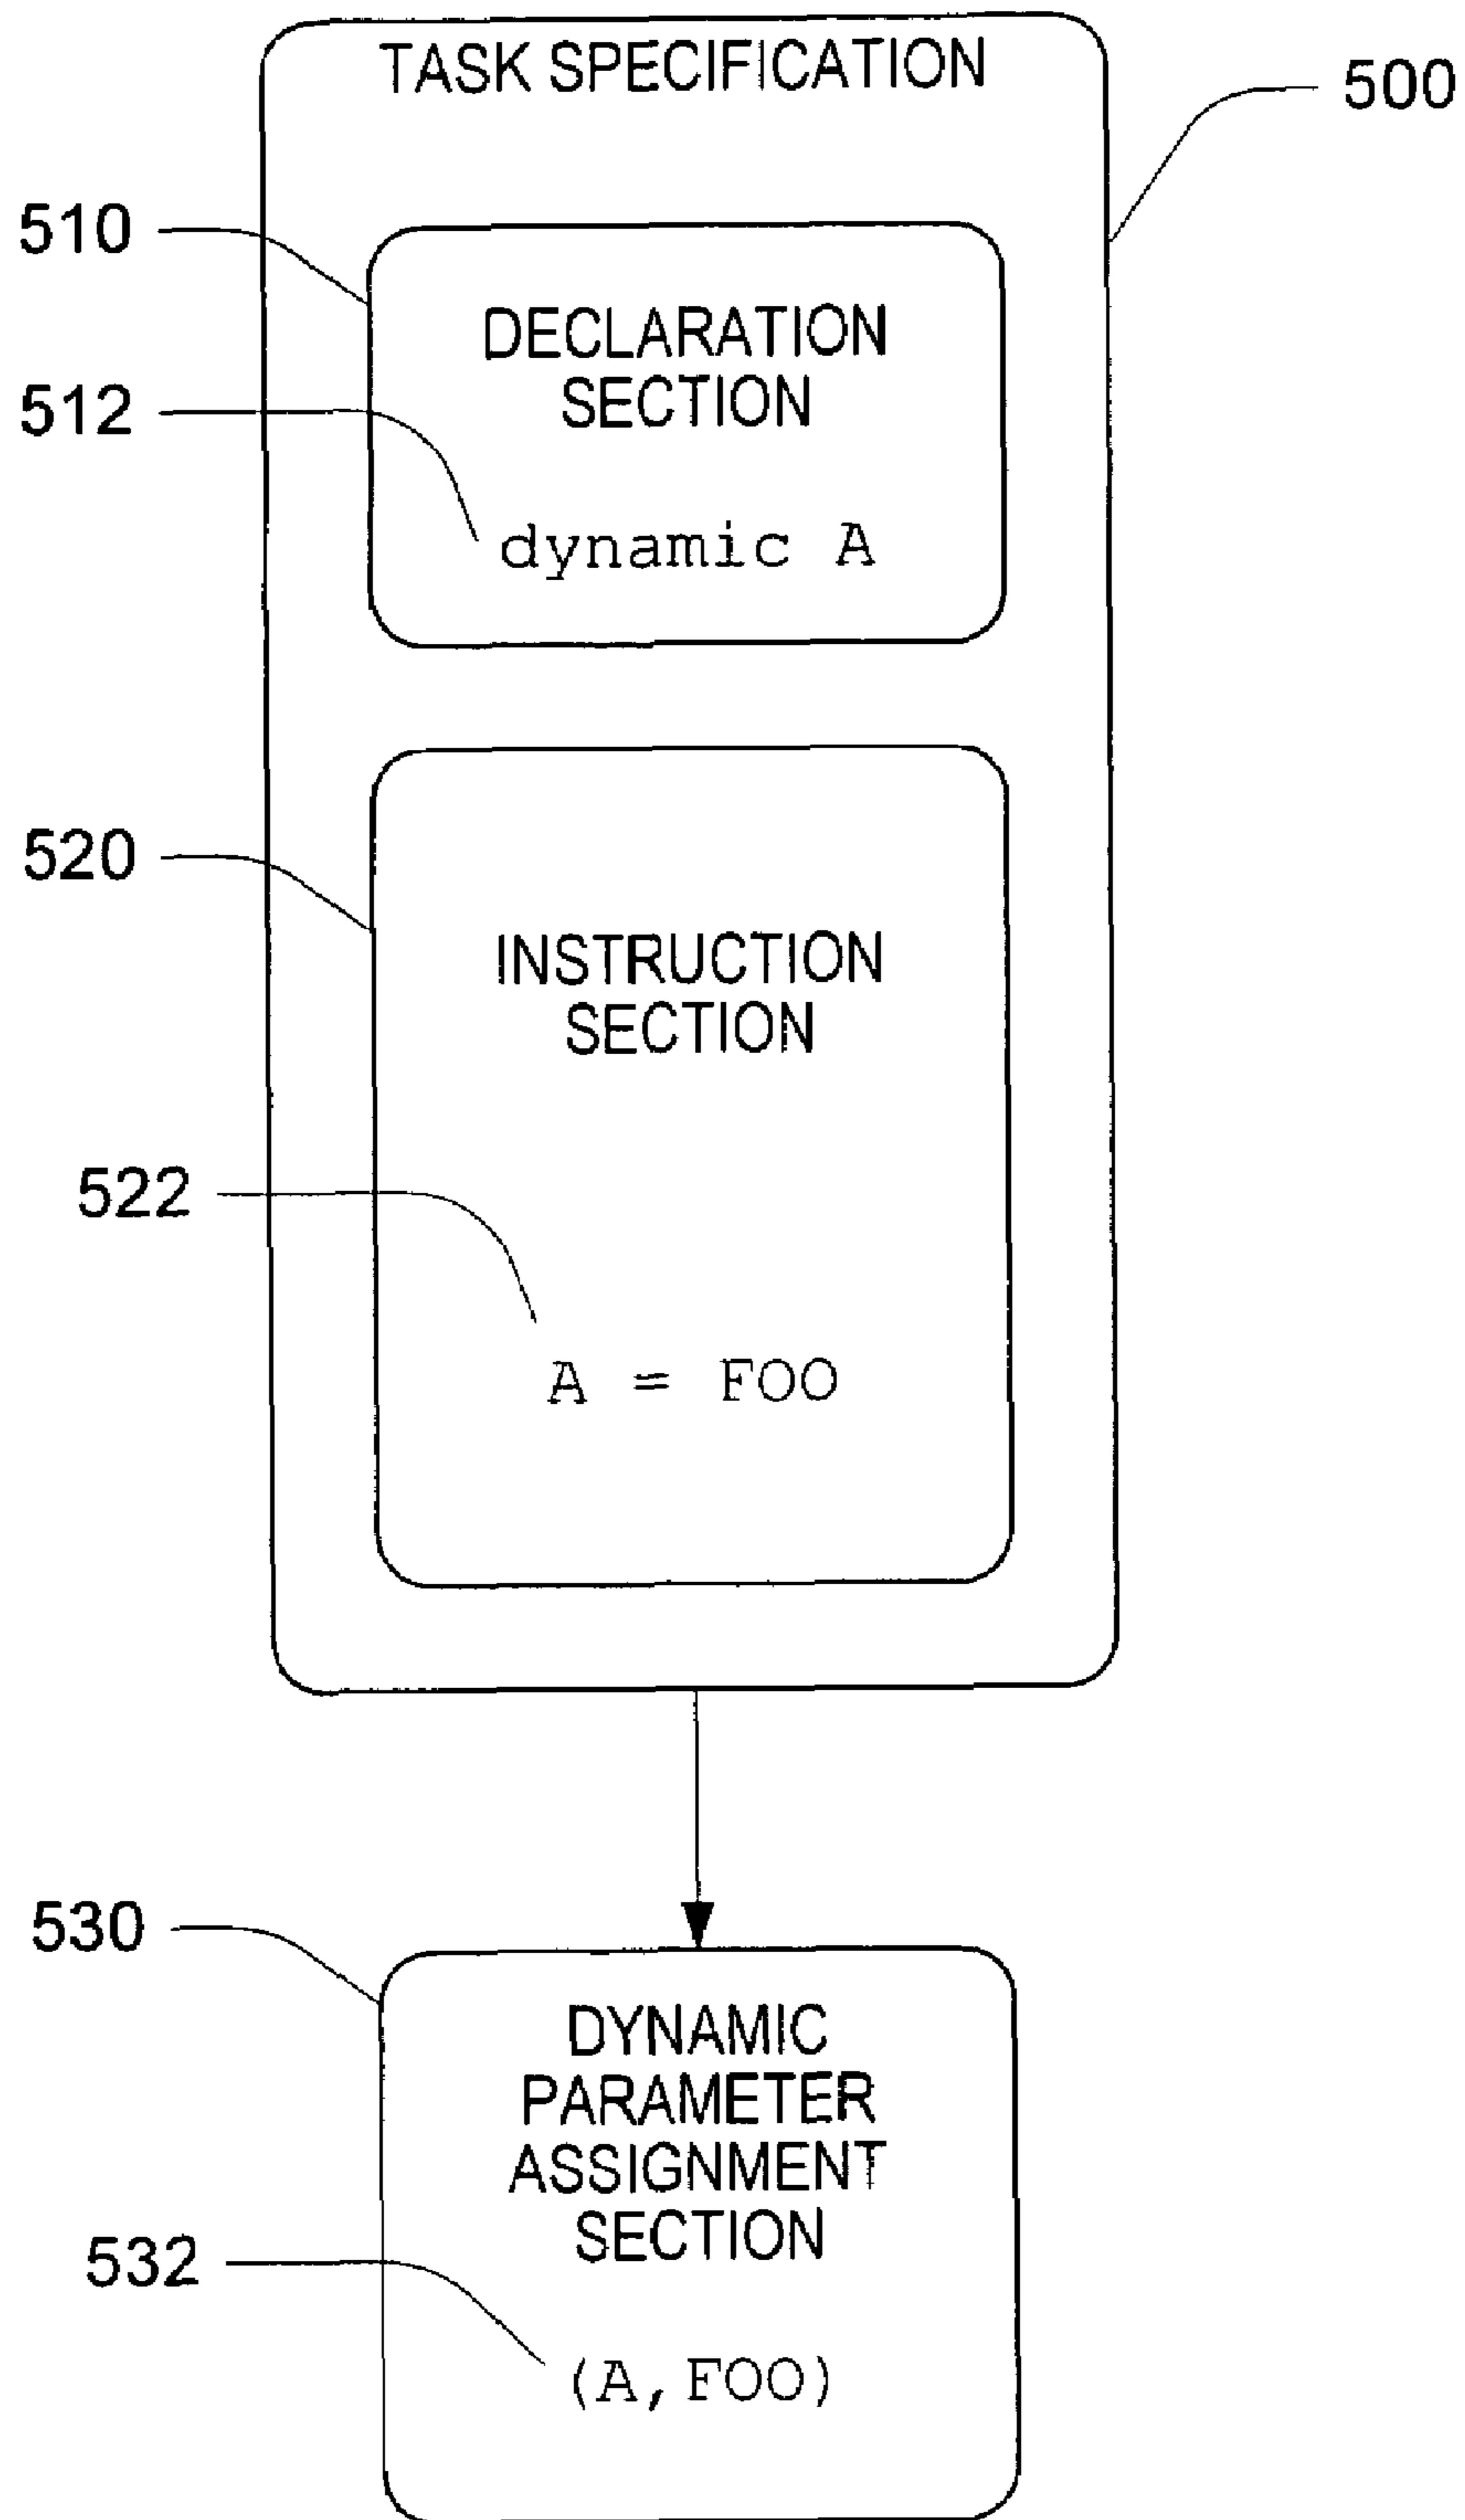 TASK SPECIFICATION
500
510
DECLARATION
SECTION
512
dynamic A
520
INSTRUCTION
SECTION
522
A = FOO
530
DYNAMIC
PARAMETER
ASSIGNMENT
SECTION
532
(A, FOO)